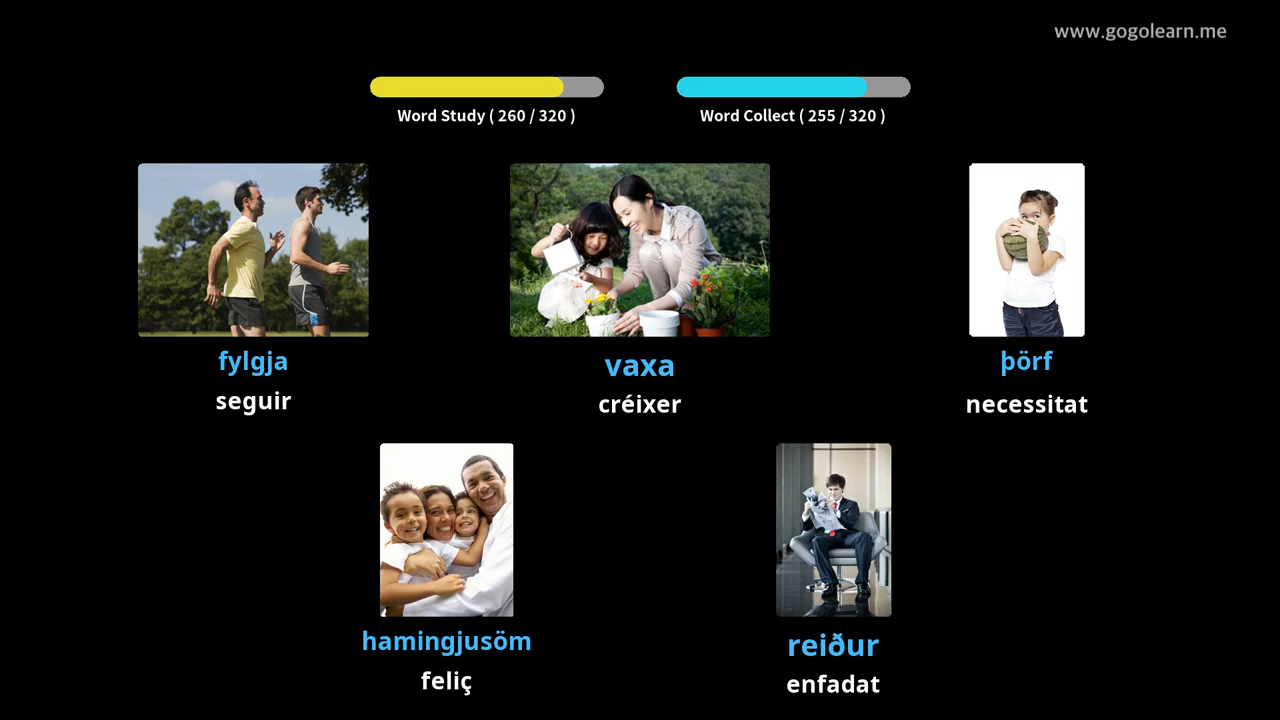 www.gogolearn.me
Word Study ( 260 / 320 )
Word Collect ( 255 / 320 )
fylgja
seguir
vaxa
créixer
þörf
necessitat
hamingjusöm
feliç
reiður
enfadat